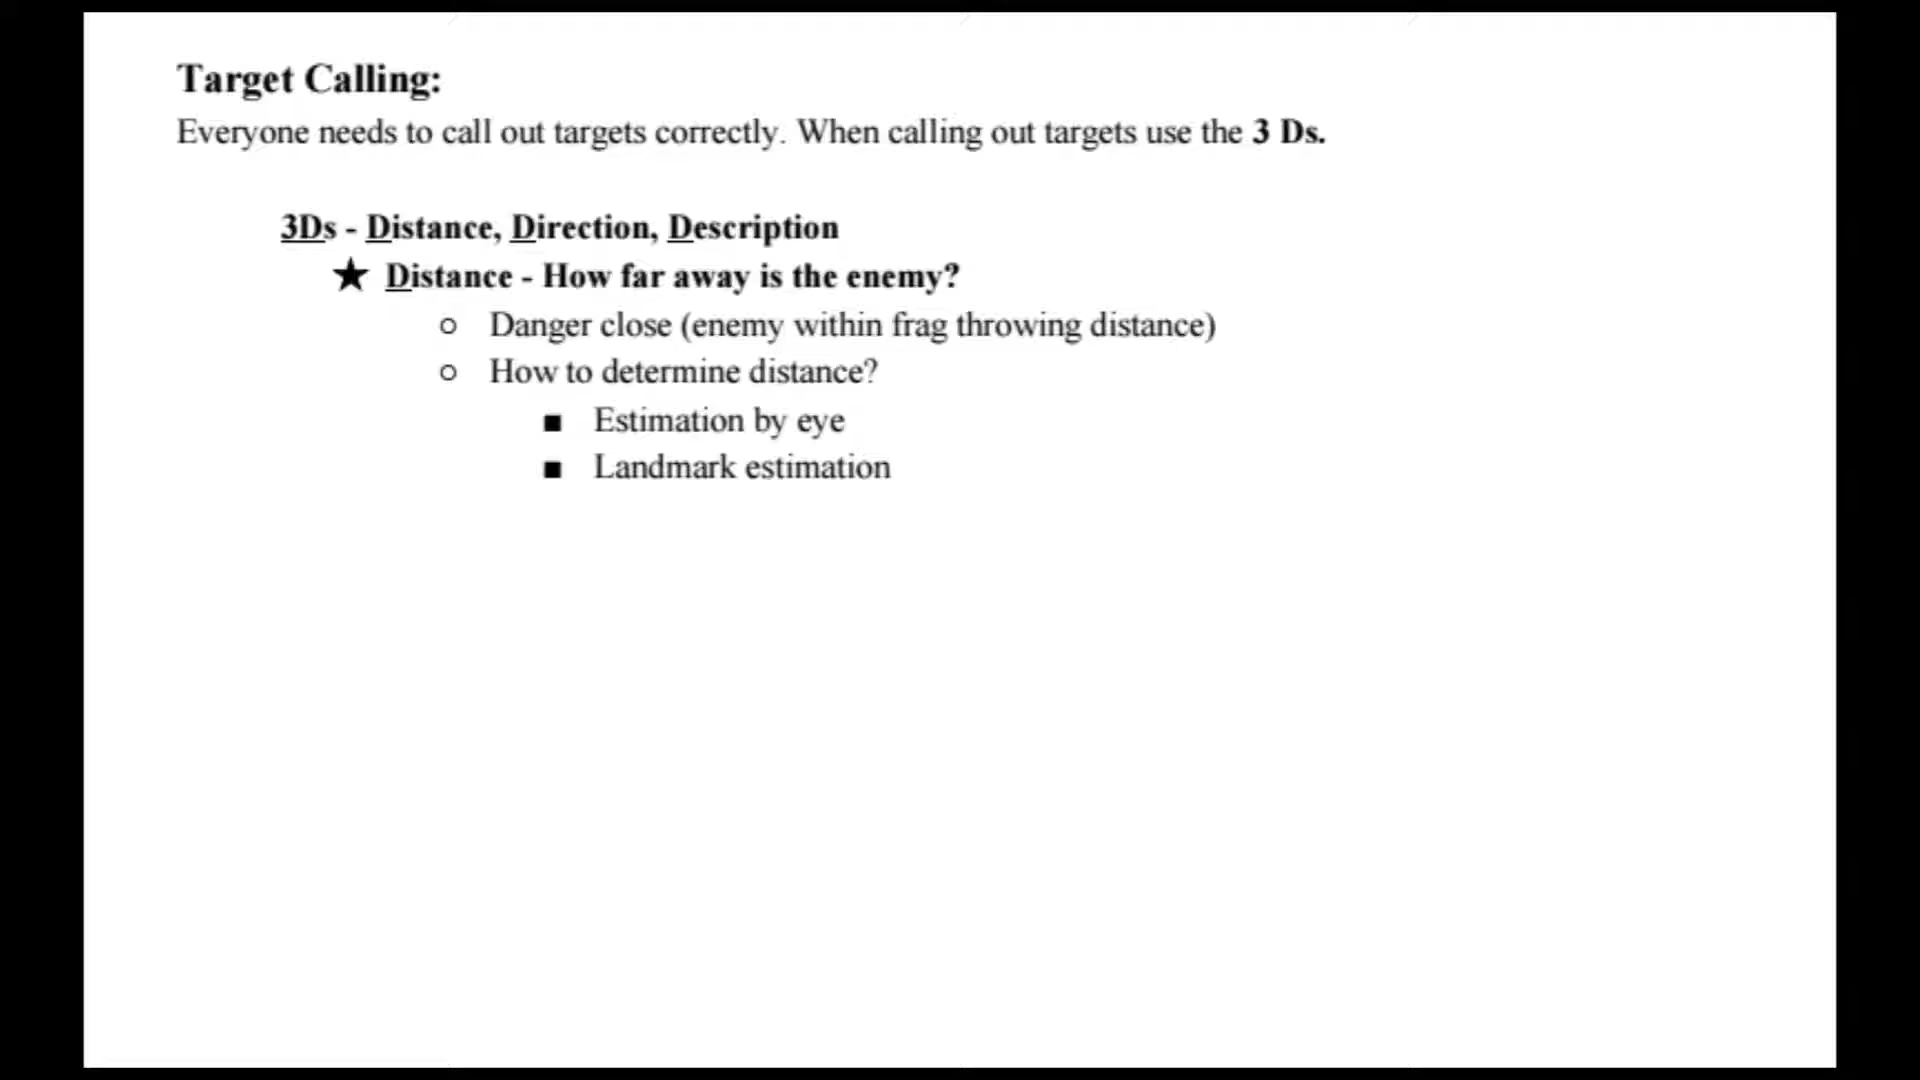 Target Calling:
Everyone needs to call out targets correctly. When calling out targets use the 3 Ds.
3Ds - Distance, Direction, Description
★ Distance - How far away is the enemy?
○ Danger close (enemy within frag throwing distance)
○ How to determine distance?
■ Estimation by eye
■ Landmark estimation